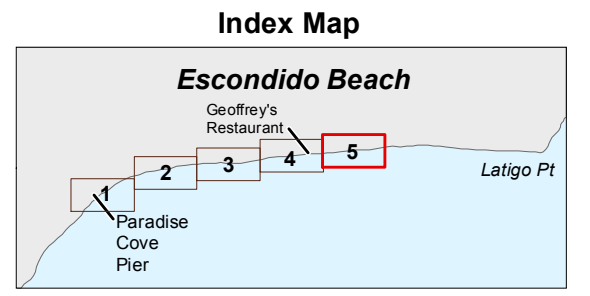 Index Map
Escondido Beach
Geoffrey's
Restaurant
1
2
3
4
5
Latigo Pt
Paradise
Cove
Pier